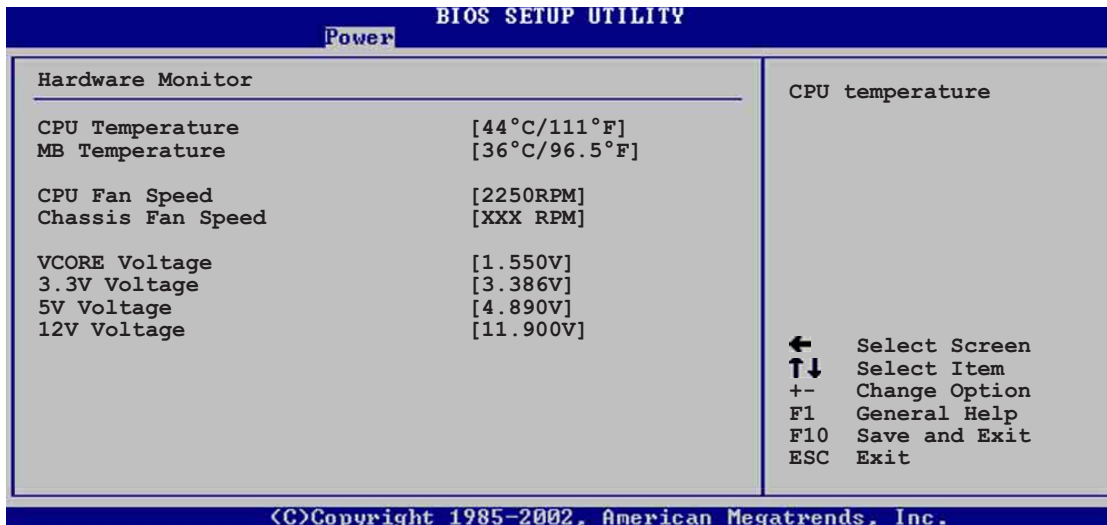 BIOS SETUP UTILITY
Power
Hardware Monitor
CPU Temperature [44°C/111°F]
MB Temperature [36°C/96.5°F]
CPU Fan Speed [2250RPM]
Chassis Fan Speed [XXX RPM]
VCORE Voltage [1.550V]
3.3V Voltage [3.386V]
5V Voltage [4.890V]
12V Voltage [11.900V]
CPU temperature
← Select Screen
↑↓ Select Item
+- Change Option
F1 General Help
F10 Save and Exit
ESC Exit
(C)Copyright 1985-2002, American Megatrends, Inc.